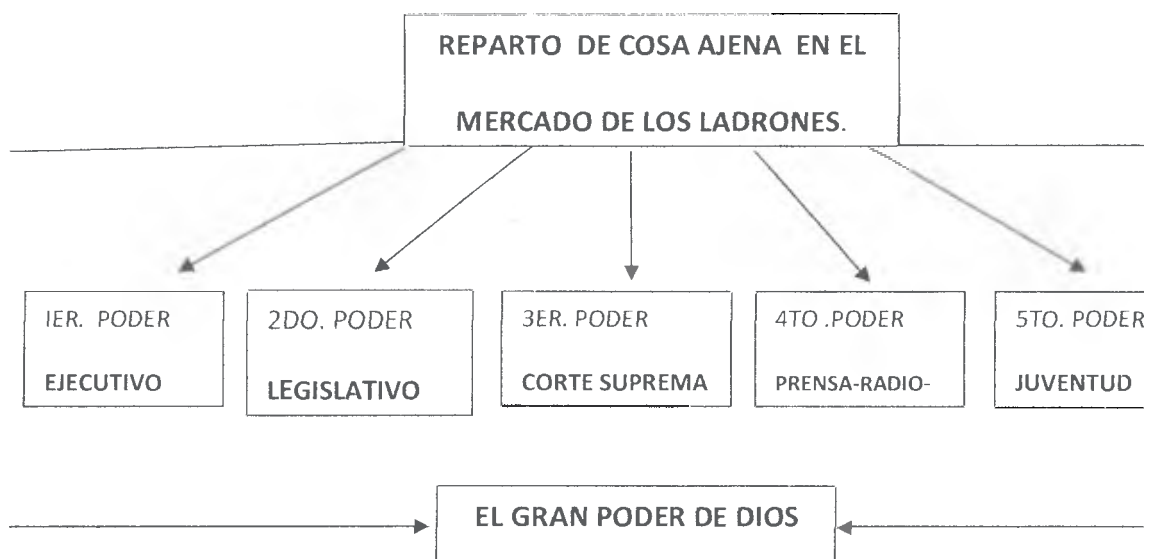 REPARTO DE COSA AJENA EN EL
MERCADO DE LOS LADRONES.
IER. PODER
EJECUTIVO
2DO. PODER
LEGISLATIVO
3ER. PODER
CORTE SUPREMA
4TO .PODER
PRENSA-RADIO-
5TO. PODER
JUVENTUD
EL GRAN PODER DE DIOS